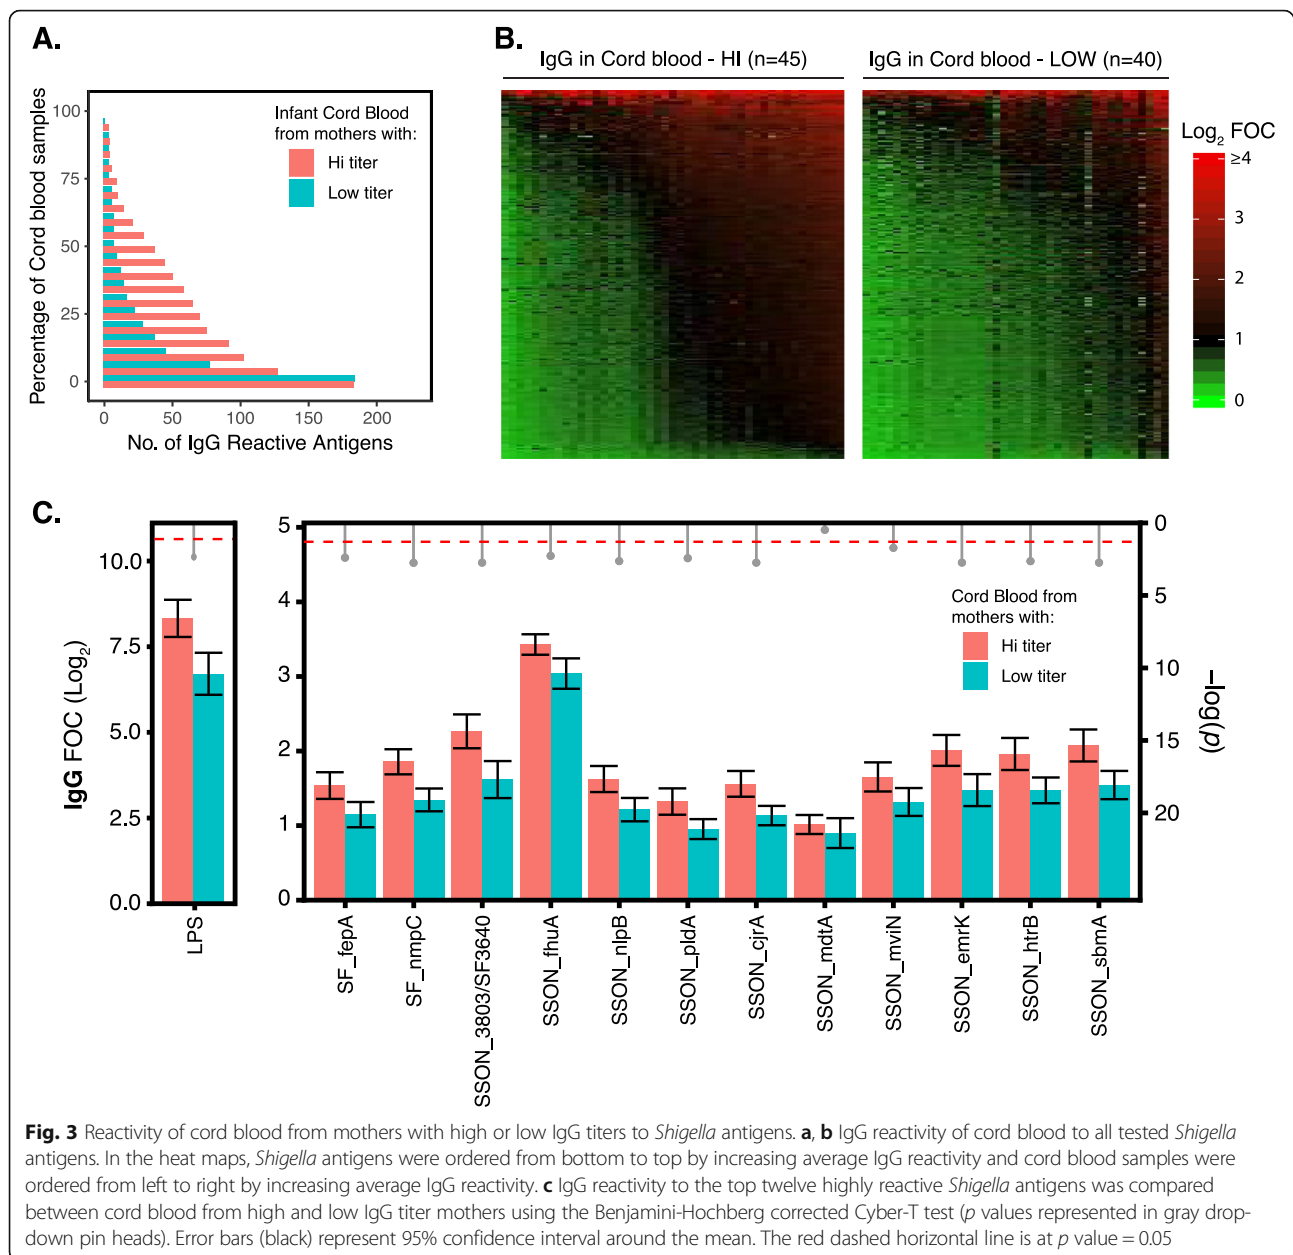 A.
Percentage of Cord blood samples
100
75
50
25
0
Infant Cord Blood
from mothers with:
Hi titer
Low titer
0 50 100 150 200
No. of IgG Reactive Antigens
B.
IgG in Cord blood - HI (n=45)
IgG in Cord blood - LOW (n=40)
Log2 FOC
≥4
3
2
1
0
C.
IgG FOC (Log2)
10.0
7.5
5.0
2.5
0.0
LPS
5
4
3
2
1
0
Cord Blood from
mothers with:
Hi titer
Low titer
0
5
10
15
20
–log(p)
SF_fepA
SF_nmpC
SSON_3803/SF3640
SSON_fhuA
SSON_nlpB
SSON_pldA
SSON_cjrA
SSON_mdtA
SSON_mviN
SSON_emrK
SSON_htrB
SSON_sbmA
Fig. 3 Reactivity of cord blood from mothers with high or low IgG titers to Shigella antigens. a, b IgG reactivity of cord blood to all tested Shigella
antigens. In the heat maps, Shigella antigens were ordered from bottom to top by increasing average IgG reactivity and cord blood samples were
ordered from left to right by increasing average IgG reactivity. c IgG reactivity to the top twelve highly reactive Shigella antigens was compared
between cord blood from high and low IgG titer mothers using the Benjamini-Hochberg corrected Cyber-T test (p values represented in gray drop-
down pin heads). Error bars (black) represent 95% confidence interval around the mean. The red dashed horizontal line is at p value = 0.05